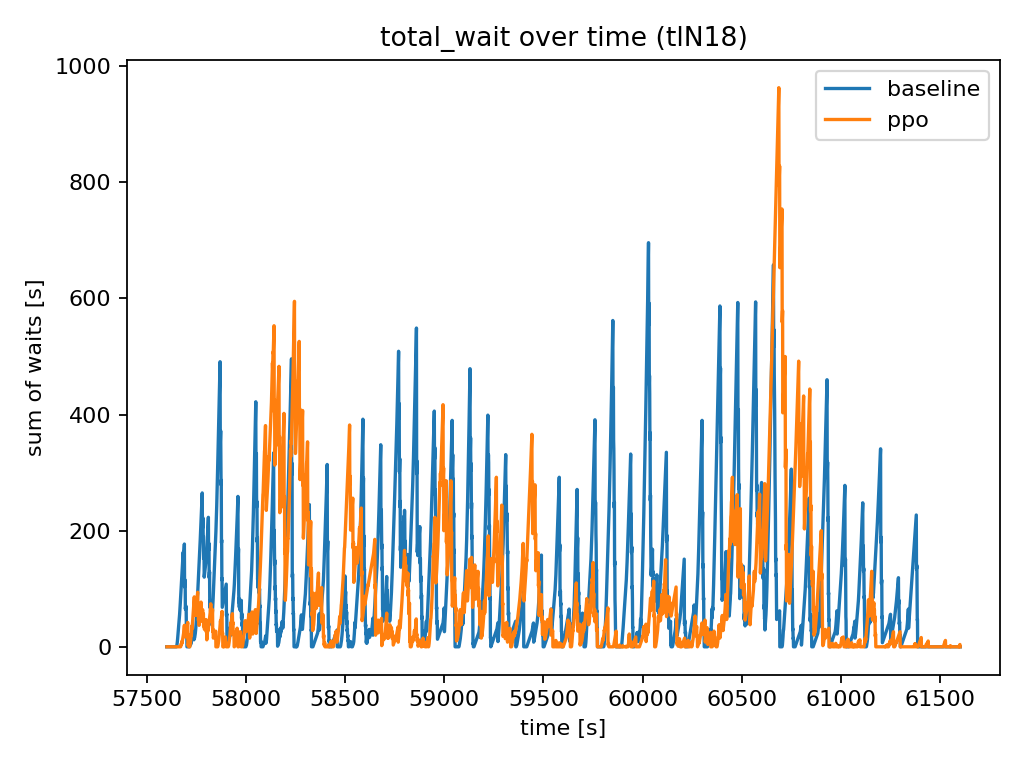 total_wait over time (tlN18)
baseline
ppo
sum of waits [s]
1000
800
600
400
200
0
57500 58000 58500 59000 59500 60000 60500 61000 61500
time [s]